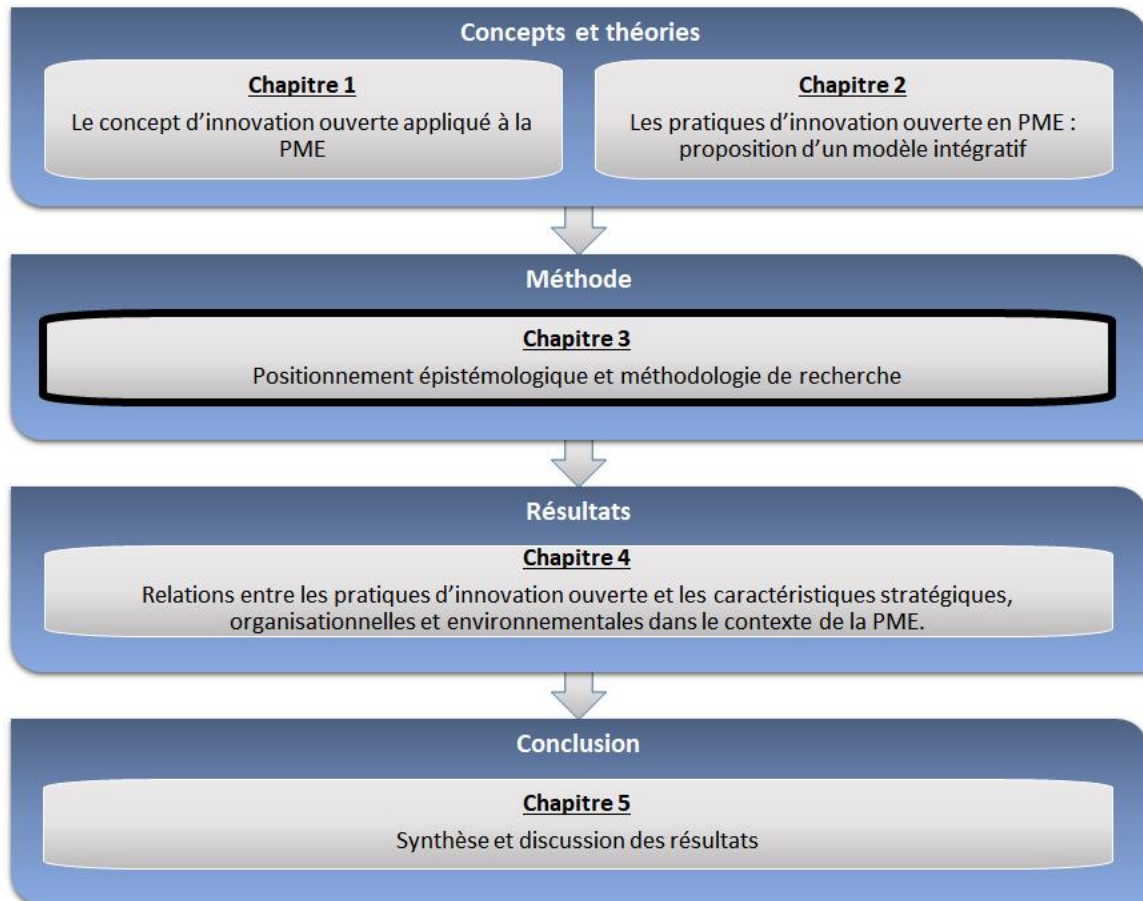 Concepts et théories
Chapitre 1
Le concept d'innovation ouverte appliqué à la
PME
Chapitre 2
Les pratiques d'innovation ouverte en PME :
proposition d'un modèle intégratif
Méthode
Chapitre 3
Positionnement épistémologique et méthodologie de recherche
Résultats
Chapitre 4
Relations entre les pratiques d'innovation ouverte et les caractéristiques stratégiques,
organisationnelles et environnementales dans le contexte de la PME.
Conclusion
Chapitre 5
Synthèse et discussion des résultats